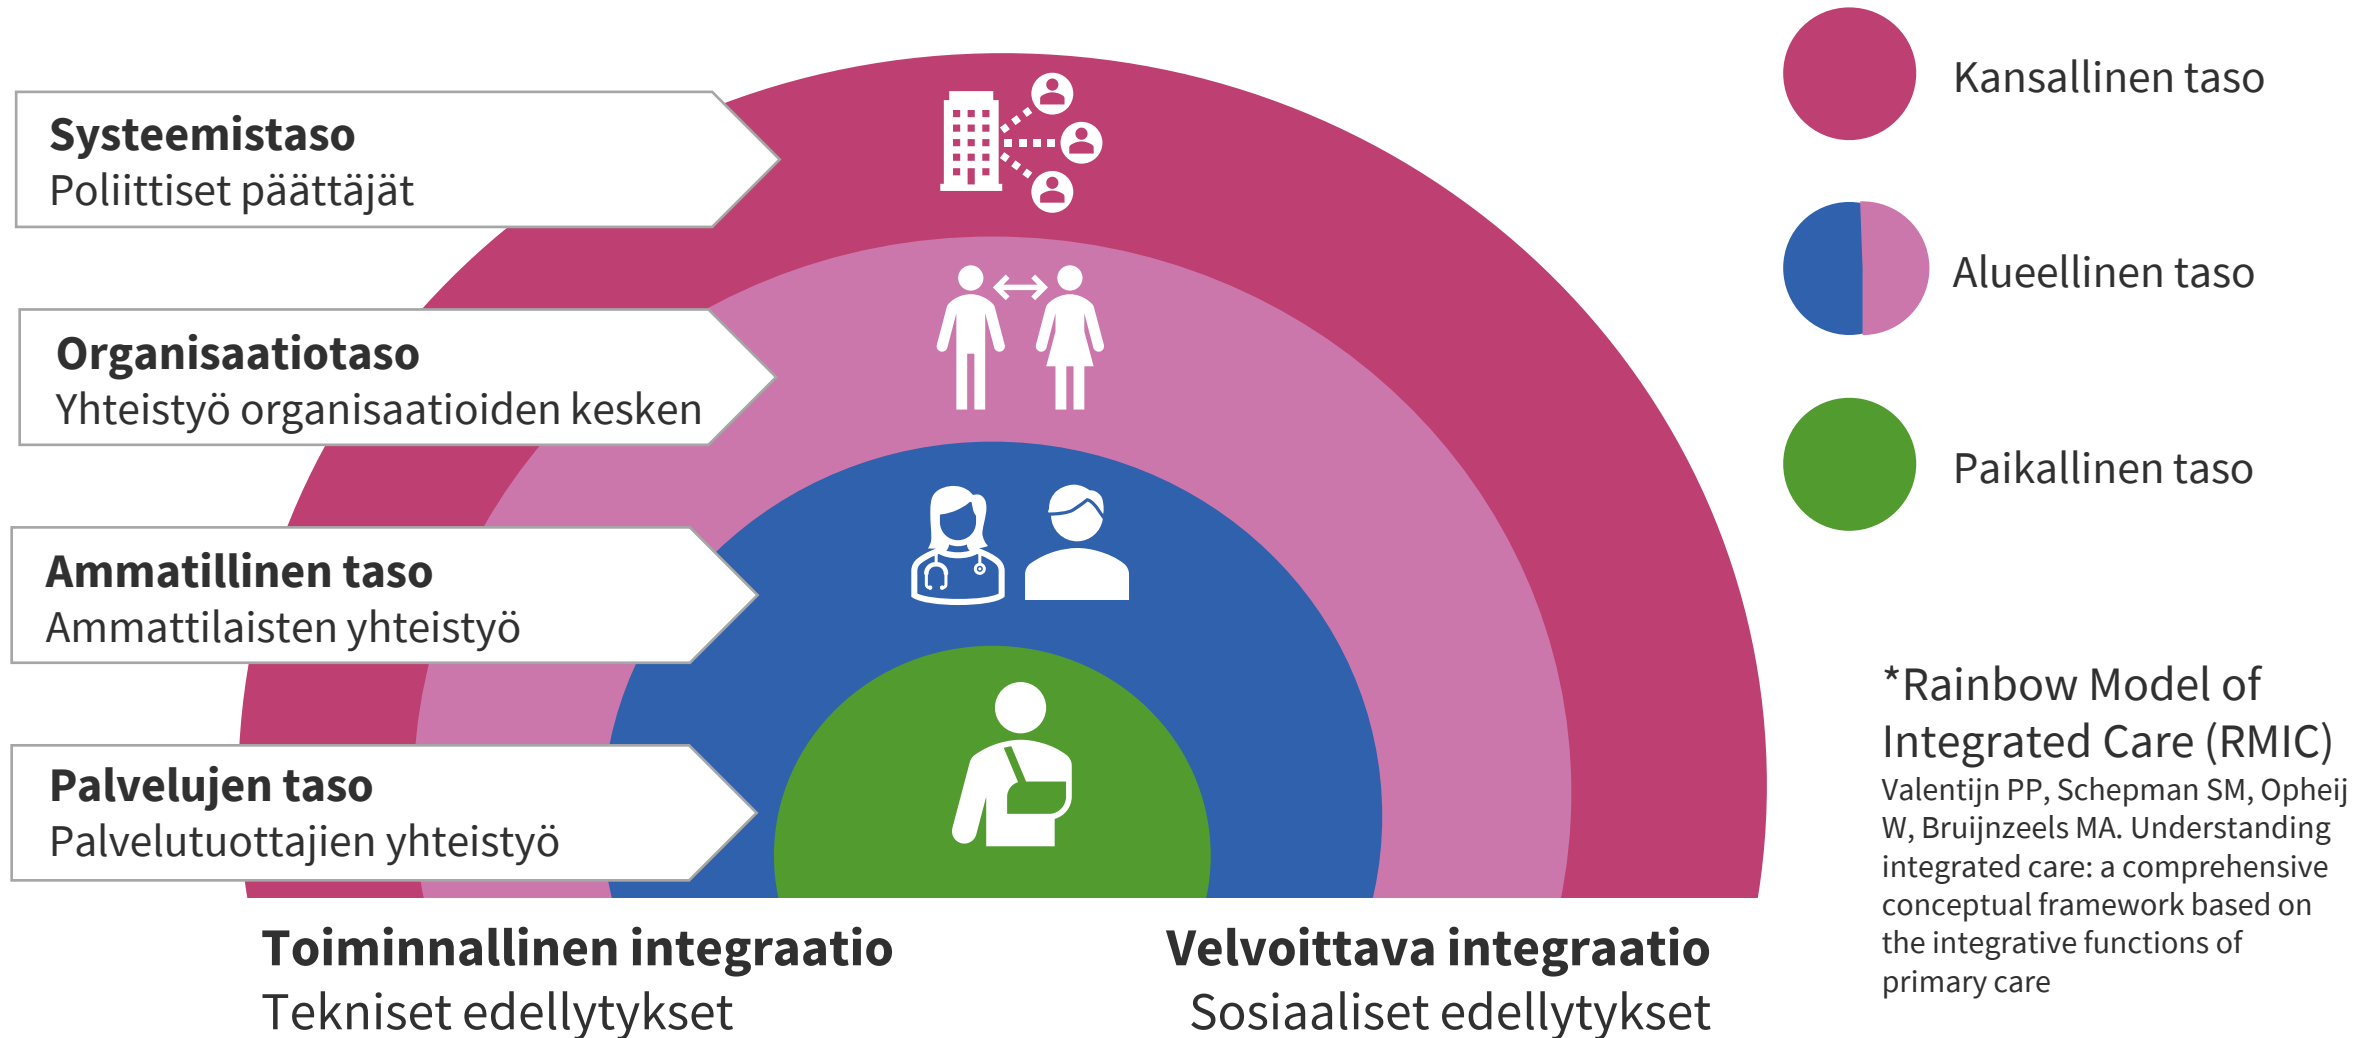 Systeemistaso
Poliittiset päättäjät
Organisaatiotaso
Yhteistyö organisaatioiden kesken
Ammatillinen taso
Ammattilaisten yhteistyö
Palvelujen taso
Palvelutuottajien yhteistyö
Toiminnallinen integraatio
Tekniset edellytykset
Velvoittava integraatio
Sosiaaliset edellytykset
Kansallinen taso
Alueellinen taso
Paikallinen taso
*Rainbow Model of
Integrated Care (RMIC)
Valentijn PP, Schepman SM, Opheij
W, Bruijnzeels MA. Understanding
integrated care: a comprehensive
conceptual framework based on
the integrative functions of
primary care